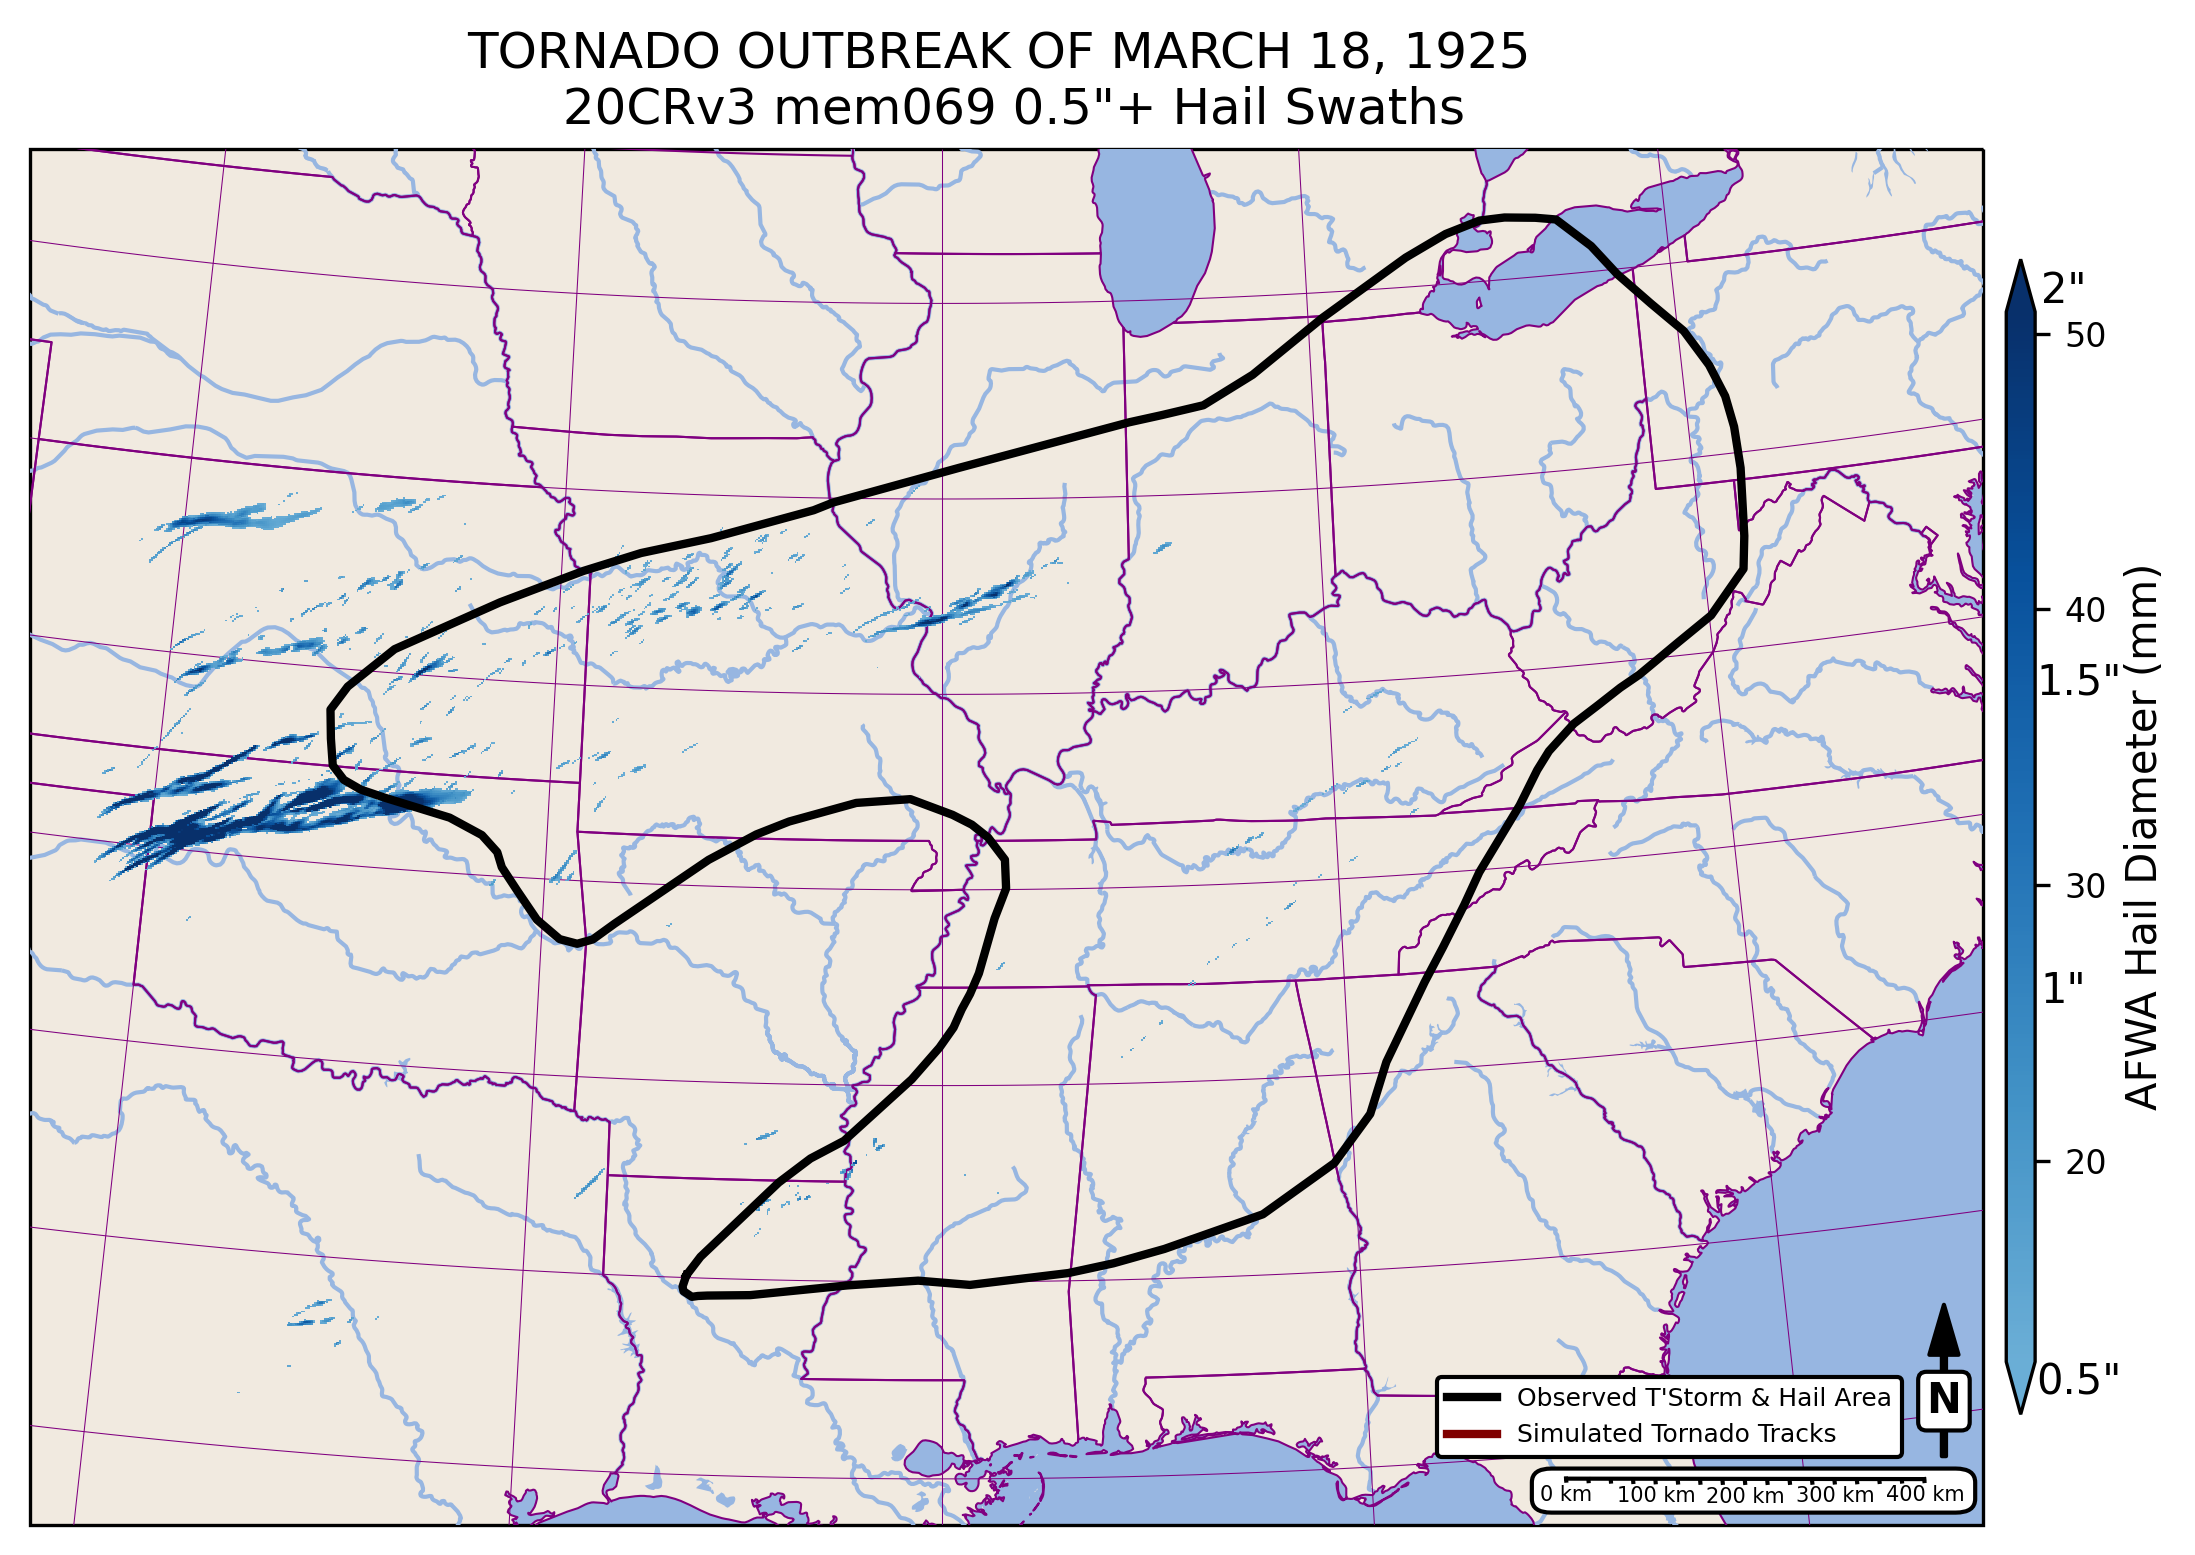 TORNADO OUTBREAK OF MARCH 18, 1925
20CRv3 mem069 0.5"+ Hail Swaths
2"
50
40
1.5"
30
1"
20
0.5"
AFWA Hail Diameter (mm)
Observed T'Storm & Hail Area
Simulated Tornado Tracks
N
0 km 100 km 200 km 300 km 400 km